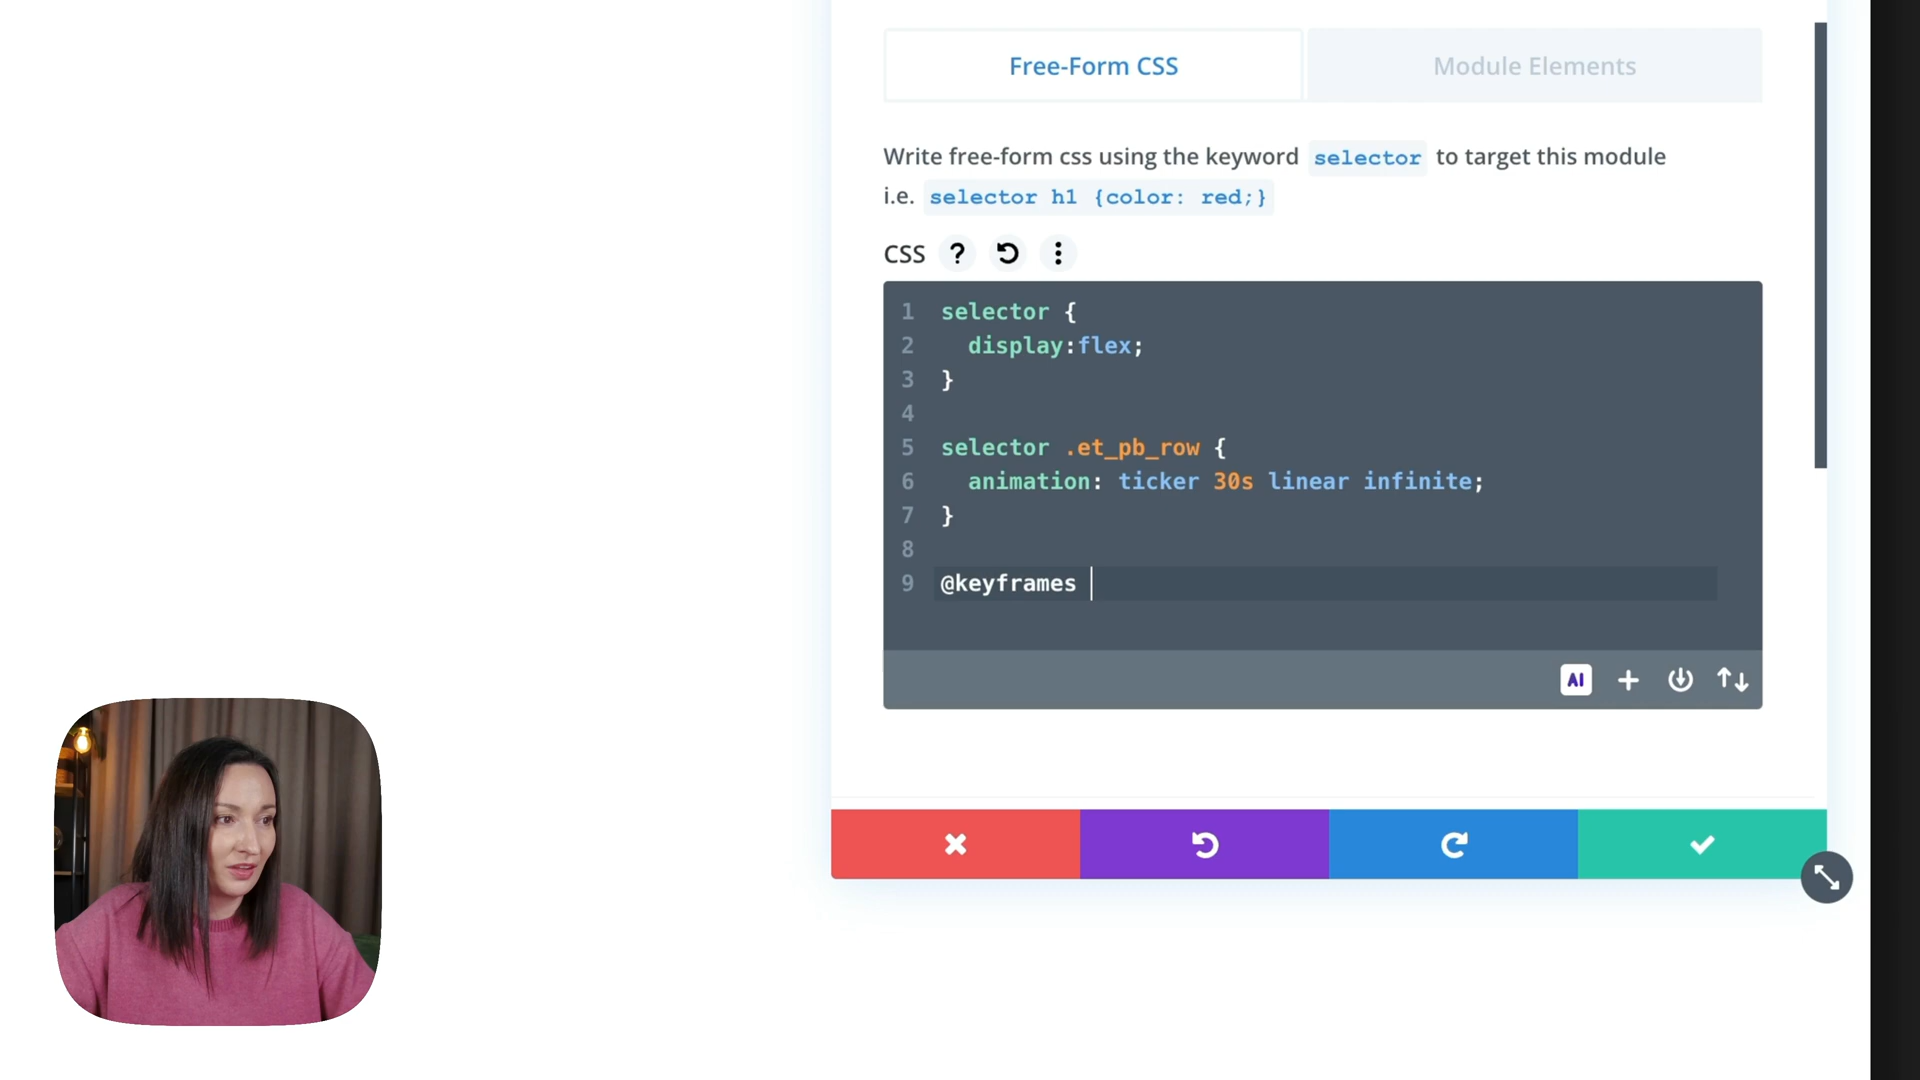 Free-Form CSS
Module Elements
Write free-form css using the keyword selector to target this module
i.e. selector h1 {color: red;}
CSS ?
1 selector {
2   display:flex;
3 }
4
5 selector .et_pb_row {
6   animation: ticker 30s linear infinite;
7 }
8
9 @keyframes
AI